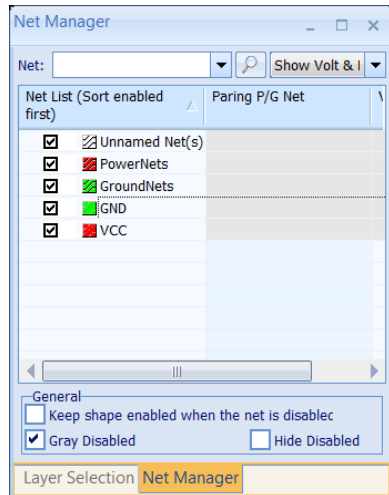 Net Manager
Net:
Show Volt & I
Net List (Sort enabled first)
Paring P/G Net
V
Unnamed Net(s)
PowerNets
GroundNets
GND
VCC
General
Keep shape enabled when the net is disablec
Gray Disabled
Hide Disabled
Layer Selection
Net Manager